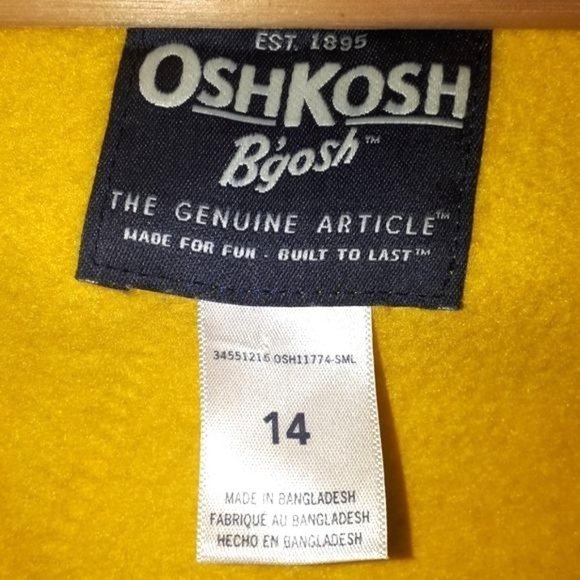 EST. 1895
OSHKOSH
B'gosh™
THE GENUINE ARTICLE™
MADE FOR FUN · BUILT TO LAST™
34551216 OSH11774-SML
14
MADE IN BANGLADESH
FABRIQUÉ AU BANGLADESH
HECHO EN BANGLADESH